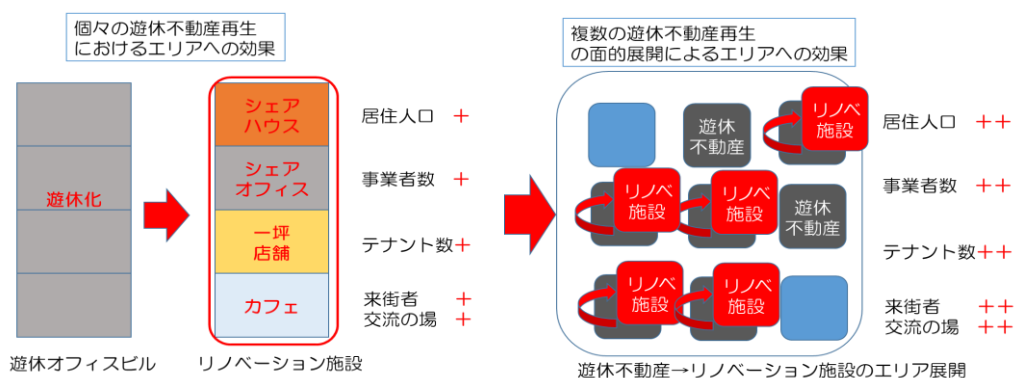 個々の遊休不動産再生
におけるエリアへの効果
遊休化
遊休オフィスビル
シェア
ハウス
シェア
オフィス
一坪
店舗
カフェ
リノベーション施設
居住人口 +
事業者数 +
テナント数+
来街者 +
交流の場 +
複数の遊休不動産再生
の面的展開によるエリアへの効果
遊休
不動産
リノベ
施設
リノベ
施設
リノベ
施設
遊休
不動産
リノベ
施設
リノベ
施設
居住人口 ++
事業者数 ++
テナント数++
来街者 ++
交流の場 ++
遊休不動産→リノベーション施設のエリア展開